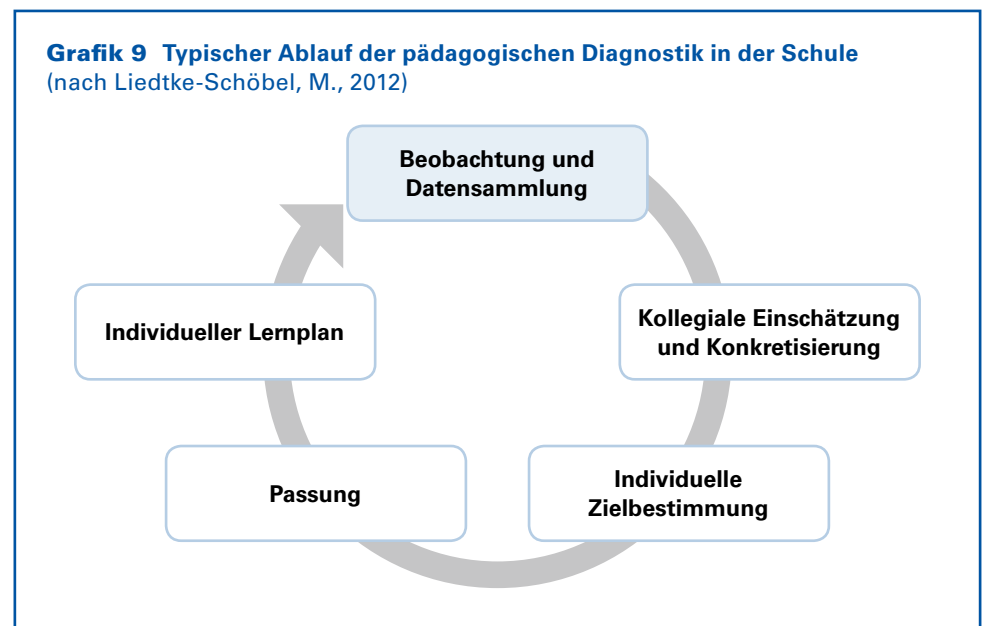 Grafik 9 Typischer Ablauf der pädagogischen Diagnostik in der Schule
(nach Liedtke-Schöbel, M., 2012)
Beobachtung und
Datensammlung
Kollegiale Einschätzung
und Konkretisierung
Individuelle
Zielbestimmung
Passung
Individueller Lernplan